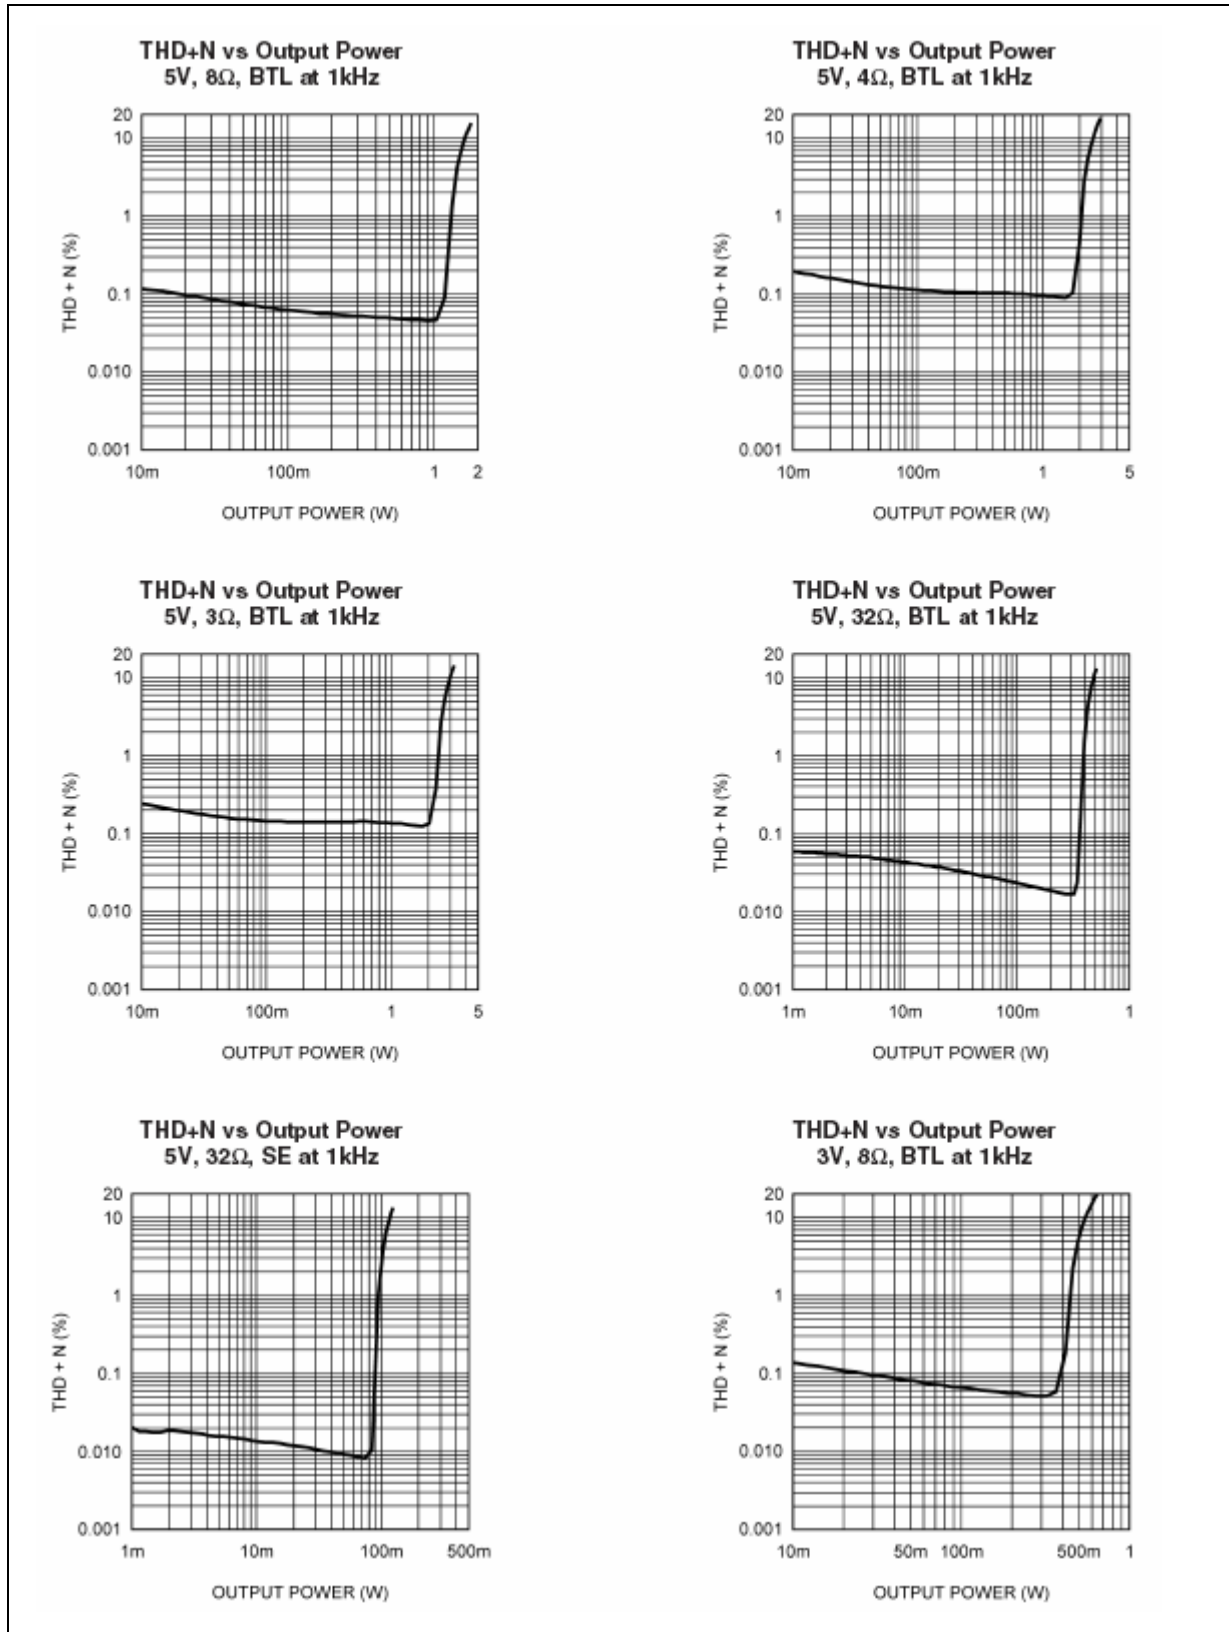 THD+N vs Output Power
5V, 8Ω, BTL at 1kHz
20
10
1
0.1
0.010
0.001
THD + N (%)
10m 100m 1 2
OUTPUT POWER (W)
THD+N vs Output Power
5V, 4Ω, BTL at 1kHz
20
10
1
0.1
0.010
0.001
THD + N (%)
10m 100m 1 5
OUTPUT POWER (W)
THD+N vs Output Power
5V, 3Ω, BTL at 1kHz
20
10
1
0.1
0.010
0.001
THD + N (%)
10m 100m 1 5
OUTPUT POWER (W)
THD+N vs Output Power
5V, 32Ω, BTL at 1kHz
20
10
1
0.1
0.010
0.001
THD + N (%)
1m 10m 100m 1
OUTPUT POWER (W)
THD+N vs Output Power
5V, 32Ω, SE at 1kHz
20
10
1
0.1
0.010
0.001
THD + N (%)
1m 10m 100m 500m
OUTPUT POWER (W)
THD+N vs Output Power
3V, 8Ω, BTL at 1kHz
20
10
1
0.1
0.010
0.001
THD + N (%)
10m 50m 100m 500m 1
OUTPUT POWER (W)